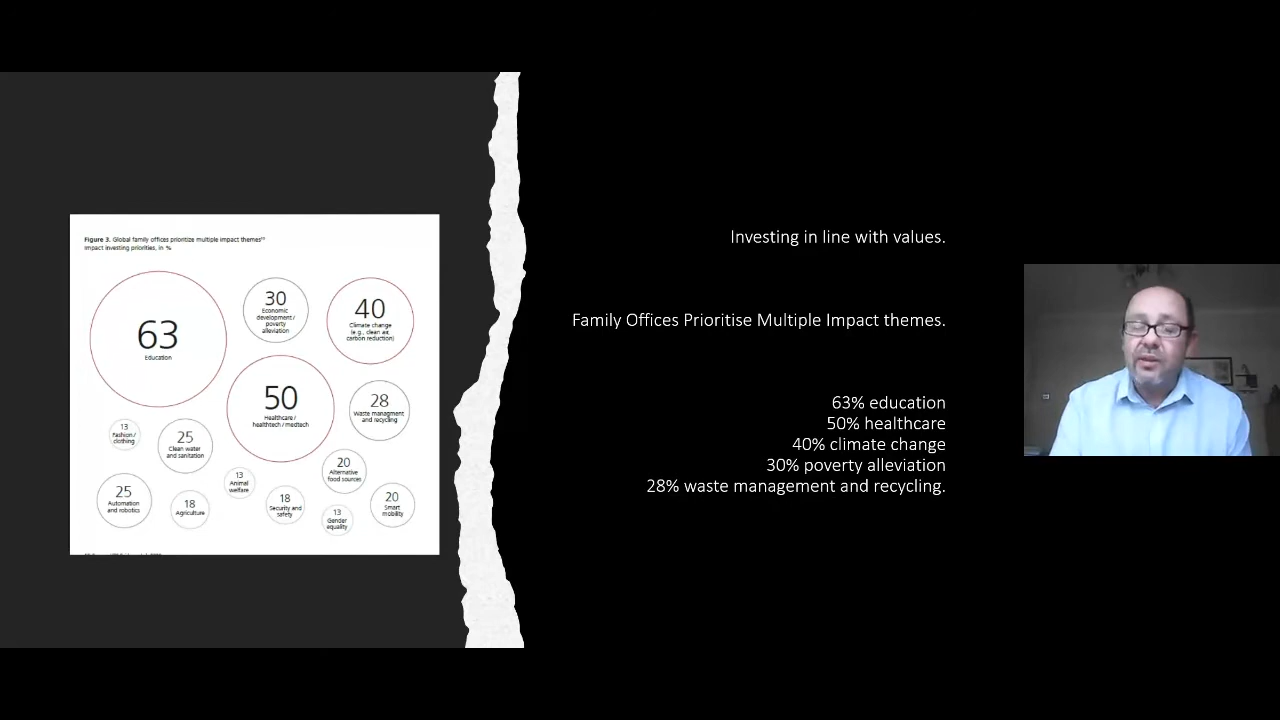 Figure 3. Global family offices prioritize multiple impact themes
Impact investing priorities, in %
63
Education
30
Economic
development /
poverty
alleviation
40
Climate change
(e.g., clean air,
carbon reduction)
50
Healthcare /
healthtech / medtech
28
Waste managment
and recycling
13
Fashion /
clothing
25
Clean water
and sanitation
20
Alternative
food sources
13
Animal
welfare
25
Automation
and robotics
18
Agriculture
18
Security and
safety
13
Gender
equality
20
Smart
mobility
Investing in line with values.
Family Offices Prioritise Multiple Impact themes.
63% education
50% healthcare
40% climate change
30% poverty alleviation
28% waste management and recycling.